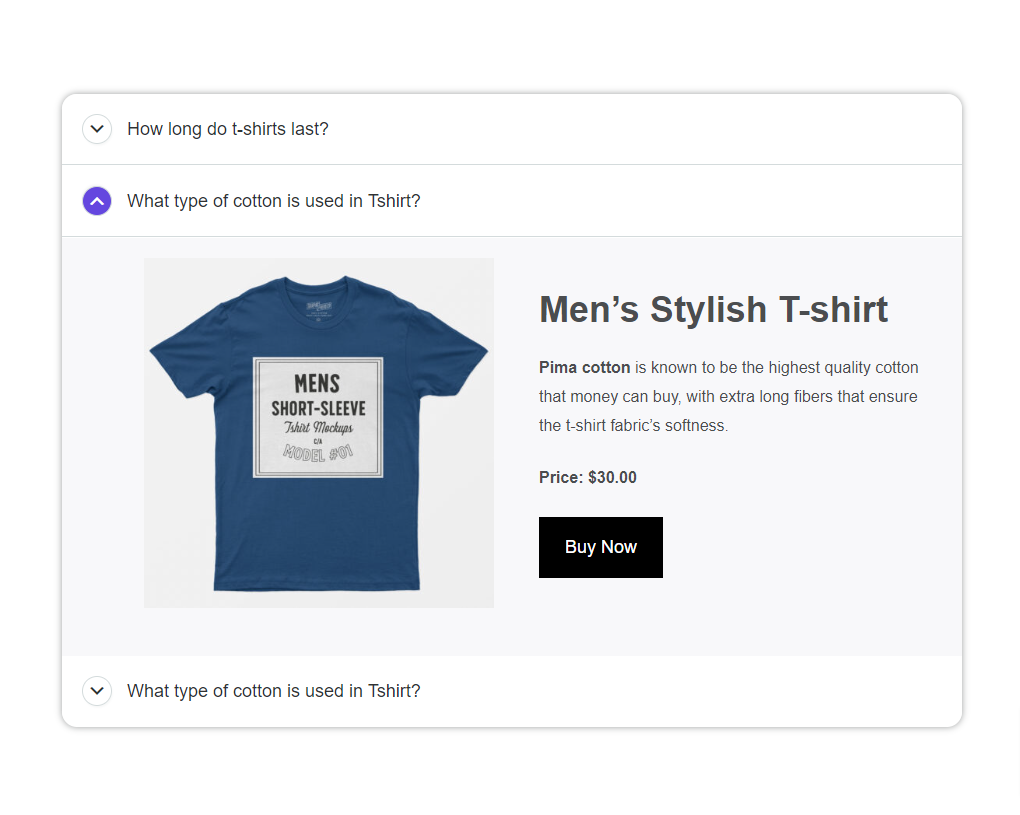 How long do t-shirts last?
What type of cotton is used in Tshirt?
MENS
SHORT-SLEEVE
Tshirt Mockups
C/A
MODEL #01
Men’s Stylish T-shirt
Pima cotton is known to be the highest quality cotton
that money can buy, with extra long fibers that ensure
the t-shirt fabric’s softness.
Price: $30.00
Buy Now
What type of cotton is used in Tshirt?